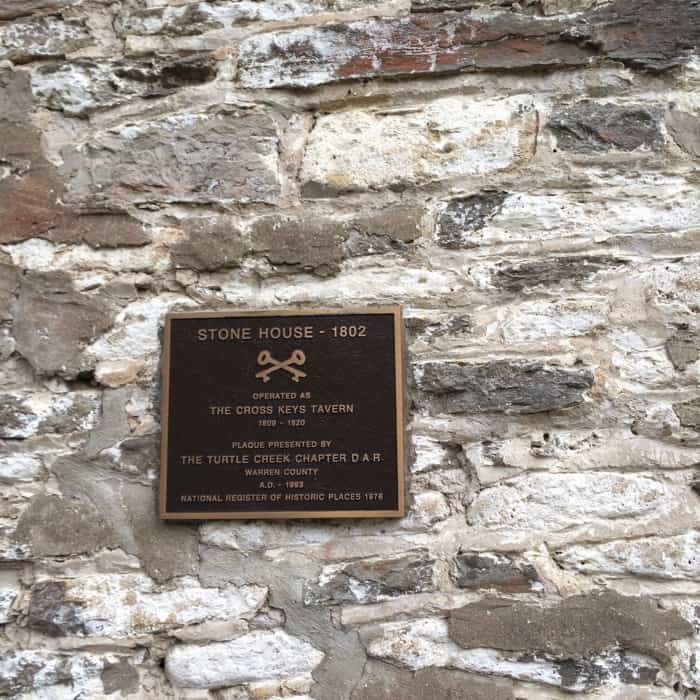 STONE HOUSE - 1802
OPERATED AS
THE CROSS KEYS TAVERN
1809 - 1820
PLAQUE PRESENTED BY
THE TURTLE CREEK CHAPTER D A R
WARREN COUNTY
A.D. - 1983
NATIONAL REGISTER OF HISTORIC PLACES 1976